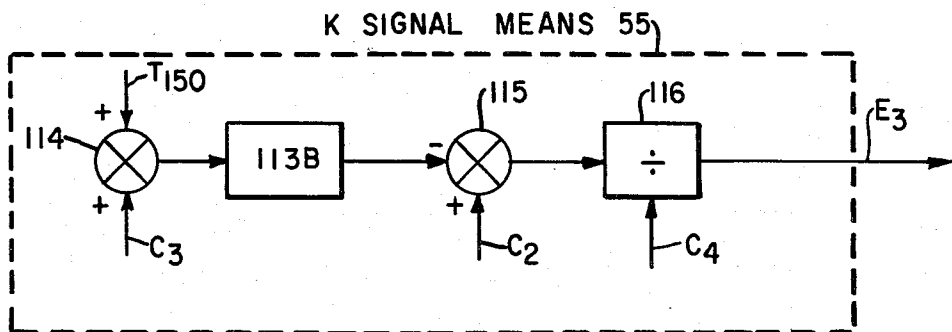 K SIGNAL MEANS 55
T150
+
114
+
C3
113B
115
-
+
C2
116
÷
C4
E3